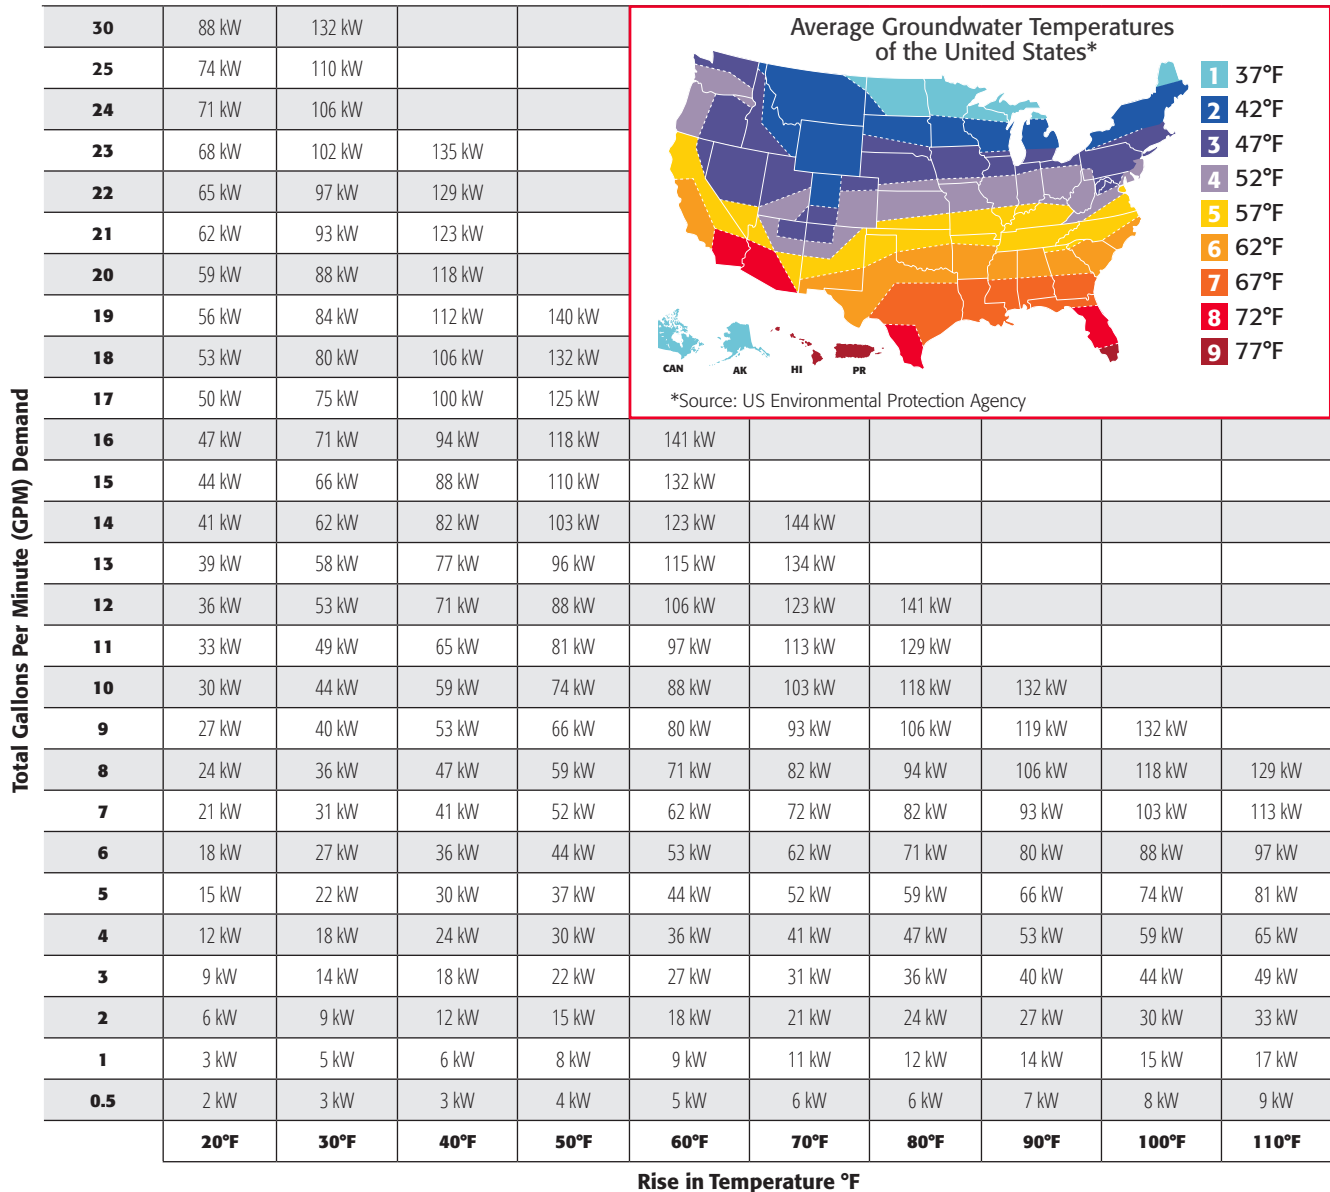 Total Gallons Per Minute (GPM) Demand
30 88 kW 132 kW
25 74 kW 110 kW
24 71 kW 106 kW
23 68 kW 102 kW 135 kW
22 65 kW 97 kW 129 kW
21 62 kW 93 kW 123 kW
20 59 kW 88 kW 118 kW
19 56 kW 84 kW 112 kW 140 kW
18 53 kW 80 kW 106 kW 132 kW
17 50 kW 75 kW 100 kW 125 kW
Average Groundwater Temperatures
of the United States*
1 37°F
2 42°F
3 47°F
4 52°F
5 57°F
6 62°F
7 67°F
8 72°F
9 77°F
CAN AK HI PR
*Source: US Environmental Protection Agency
16 47 kW 71 kW 94 kW 118 kW 141 kW
15 44 kW 66 kW 88 kW 110 kW 132 kW
14 41 kW 62 kW 82 kW 103 kW 123 kW 144 kW
13 39 kW 58 kW 77 kW 96 kW 115 kW 134 kW
12 36 kW 53 kW 71 kW 88 kW 106 kW 123 kW 141 kW
11 33 kW 49 kW 65 kW 81 kW 97 kW 113 kW 129 kW
10 30 kW 44 kW 59 kW 74 kW 88 kW 103 kW 118 kW 132 kW
9 27 kW 40 kW 53 kW 66 kW 80 kW 93 kW 106 kW 119 kW 132 kW
8 24 kW 36 kW 47 kW 59 kW 71 kW 82 kW 94 kW 106 kW 118 kW 129 kW
7 21 kW 31 kW 41 kW 52 kW 62 kW 72 kW 82 kW 93 kW 103 kW 113 kW
6 18 kW 27 kW 36 kW 44 kW 53 kW 62 kW 71 kW 80 kW 88 kW 97 kW
5 15 kW 22 kW 30 kW 37 kW 44 kW 52 kW 59 kW 66 kW 74 kW 81 kW
4 12 kW 18 kW 24 kW 30 kW 36 kW 41 kW 47 kW 53 kW 59 kW 65 kW
3 9 kW 14 kW 18 kW 22 kW 27 kW 31 kW 36 kW 40 kW 44 kW 49 kW
2 6 kW 9 kW 12 kW 15 kW 18 kW 21 kW 24 kW 27 kW 30 kW 33 kW
1 3 kW 5 kW 6 kW 8 kW 9 kW 11 kW 12 kW 14 kW 15 kW 17 kW
0.5 2 kW 3 kW 3 kW 4 kW 5 kW 6 kW 6 kW 7 kW 8 kW 9 kW
20°F 30°F 40°F 50°F 60°F 70°F 80°F 90°F 100°F 110°F
Rise in Temperature °F